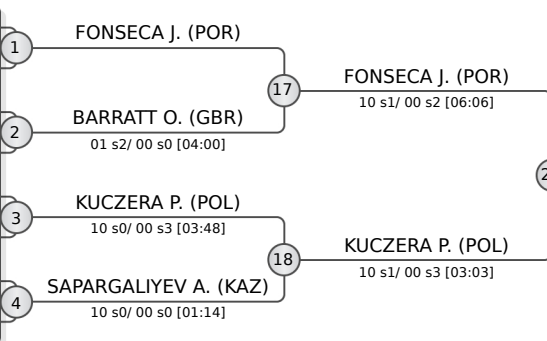 1
FONSECA J. (POR)
17
FONSECA J. (POR)
10 s1/ 00 s2 [06:06]
2
BARRATT O. (GBR)
01 s2/ 00 s0 [04:00]
3
KUCZERA P. (POL)
10 s0/ 00 s3 [03:48]
18
KUCZERA P. (POL)
10 s1/ 00 s3 [03:03]
4
SAPARGALIYEV A. (KAZ)
10 s0/ 00 s0 [01:14]